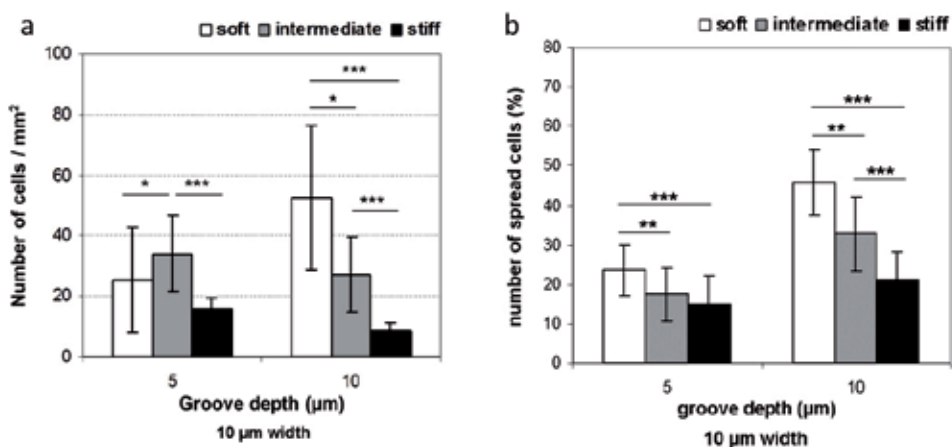 a
soft intermediate stiff
100
80
60
40
20
0
Number of cells / mm²
* ***
***
*
***
5 10
Groove depth (µm)
10 µm width
b
soft intermediate stiff
80
70
60
50
40
30
20
10
0
number of spread cells (%)
***
**
***
**
***
5 10
groove depth (µm)
10 µm width